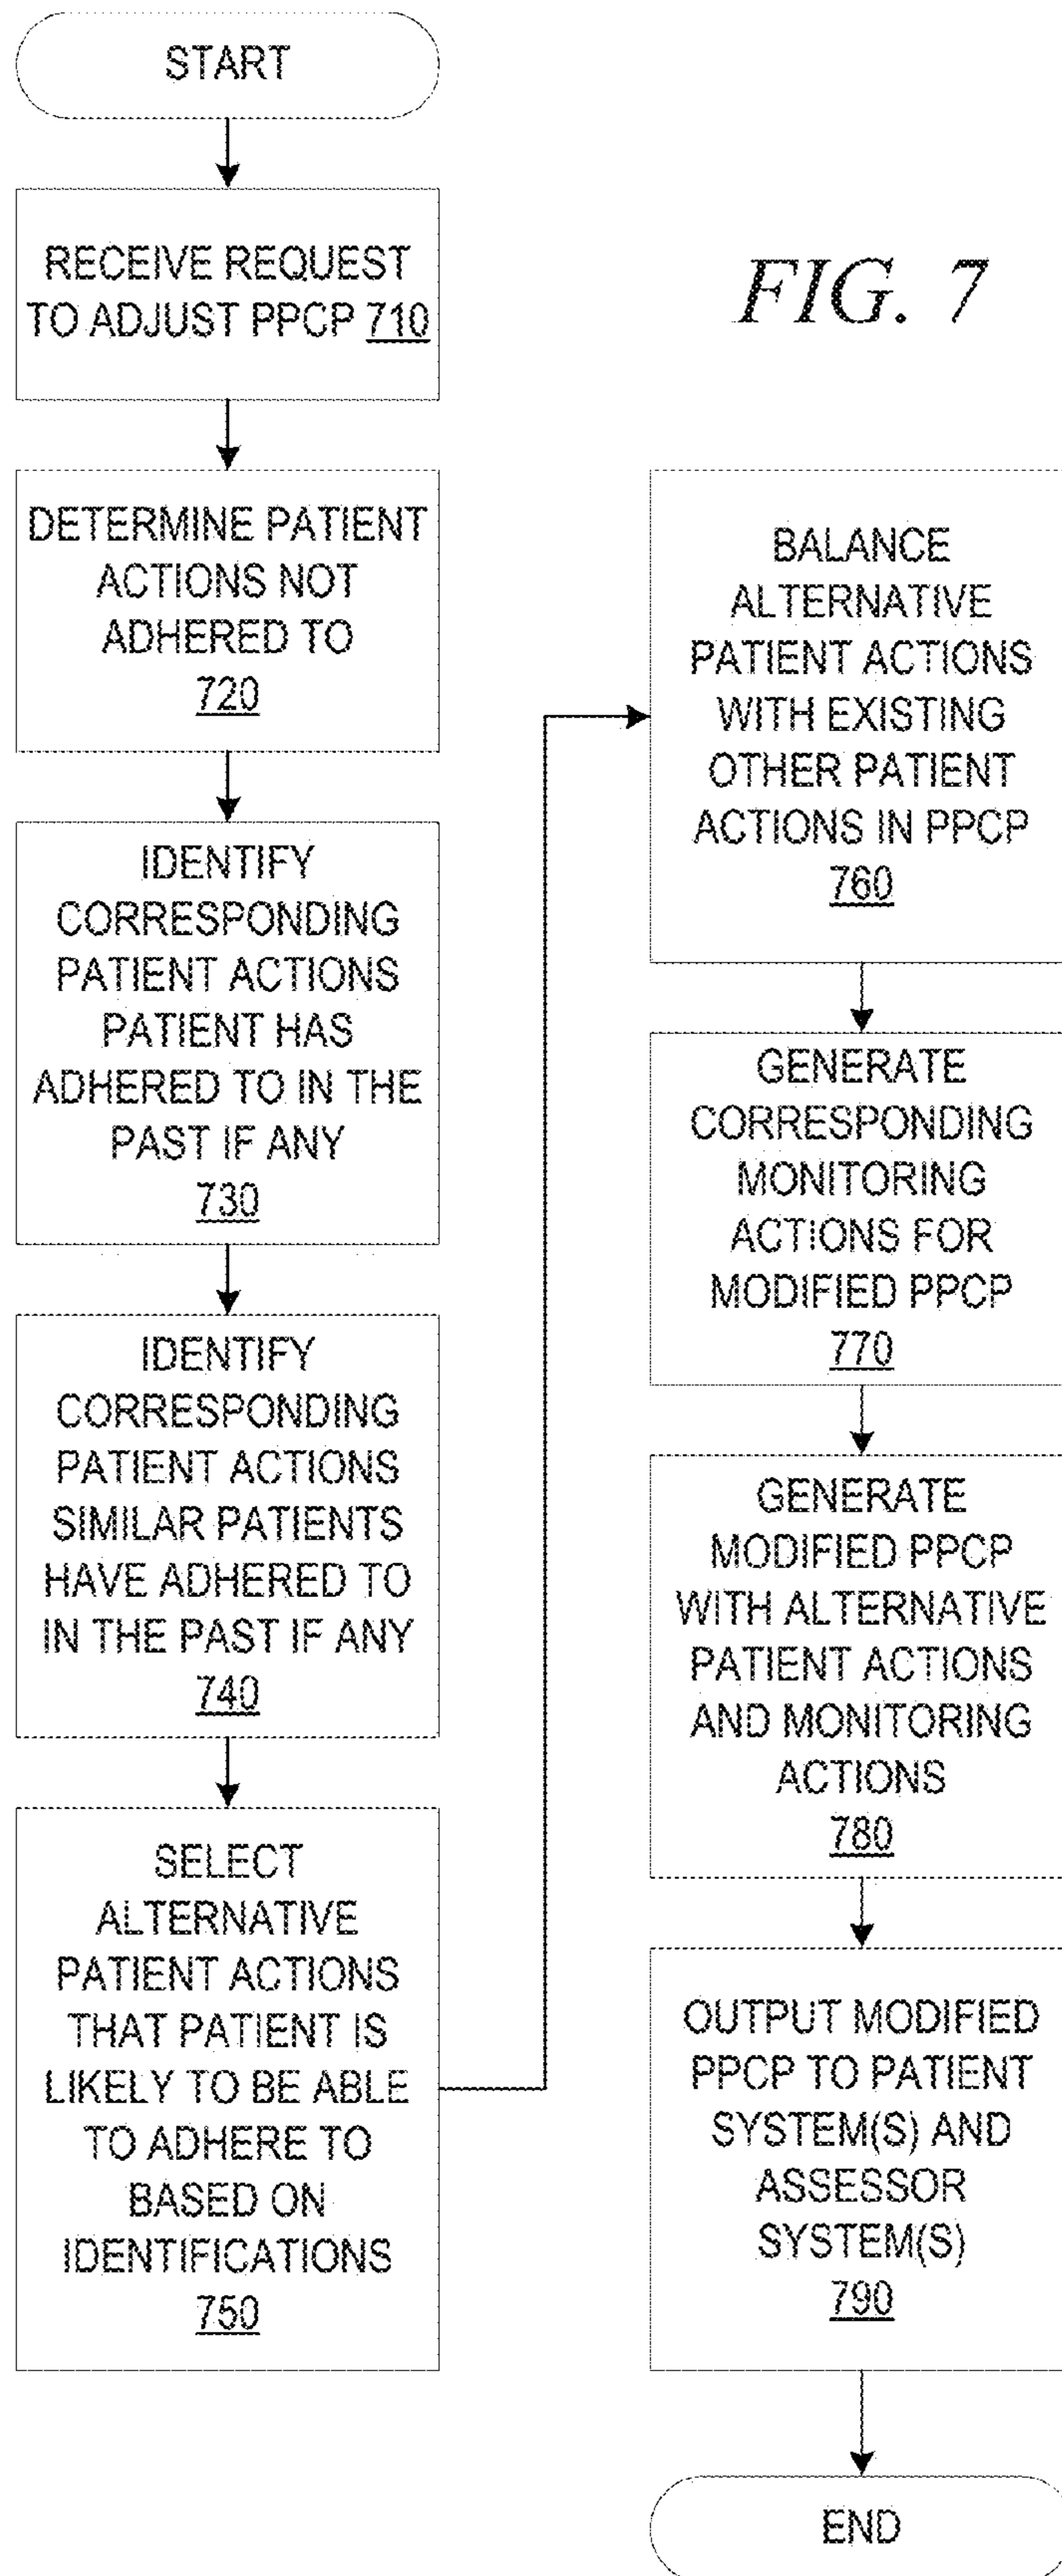 START
RECEIVE REQUEST
TO ADJUST PPCP 710
DETERMINE PATIENT
ACTIONS NOT
ADHERED TO
720
IDENTIFY
CORRESPONDING
PATIENT ACTIONS
PATIENT HAS
ADHERED TO IN THE
PAST IF ANY
730
IDENTIFY
CORRESPONDING
PATIENT ACTIONS
SIMILAR PATIENTS
HAVE ADHERED TO
IN THE PAST IF ANY
740
SELECT
ALTERNATIVE
PATIENT ACTIONS
THAT PATIENT IS
LIKELY TO BE ABLE
TO ADHERE TO
BASED ON
IDENTIFICATIONS
750
FIG. 7
BALANCE
ALTERNATIVE
PATIENT ACTIONS
WITH EXISTING
OTHER PATIENT
ACTIONS IN PPCP
760
GENERATE
CORRESPONDING
MONITORING
ACTIONS FOR
MODIFIED PPCP
770
GENERATE
MODIFIED PPCP
WITH ALTERNATIVE
PATIENT ACTIONS
AND MONITORING
ACTIONS
780
OUTPUT MODIFIED
PPCP TO PATIENT
SYSTEM(S) AND
ASSESSOR
SYSTEM(S)
790
END